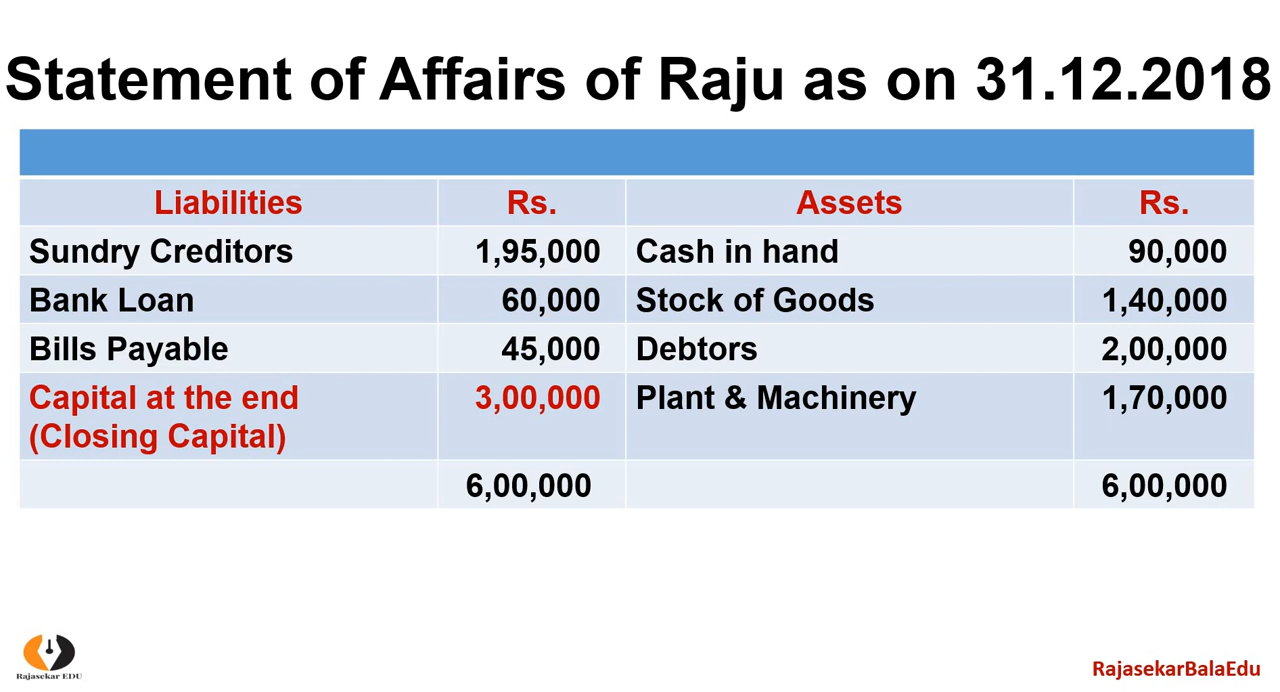 Statement of Affairs of Raju as on 31.12.2018
Liabilities Rs. Assets Rs.
Sundry Creditors 1,95,000 Cash in hand 90,000
Bank Loan 60,000 Stock of Goods 1,40,000
Bills Payable 45,000 Debtors 2,00,000
Capital at the end 3,00,000 Plant & Machinery 1,70,000
(Closing Capital)
6,00,000 6,00,000
Rajasekar EDU
RajasekarBalaEdu